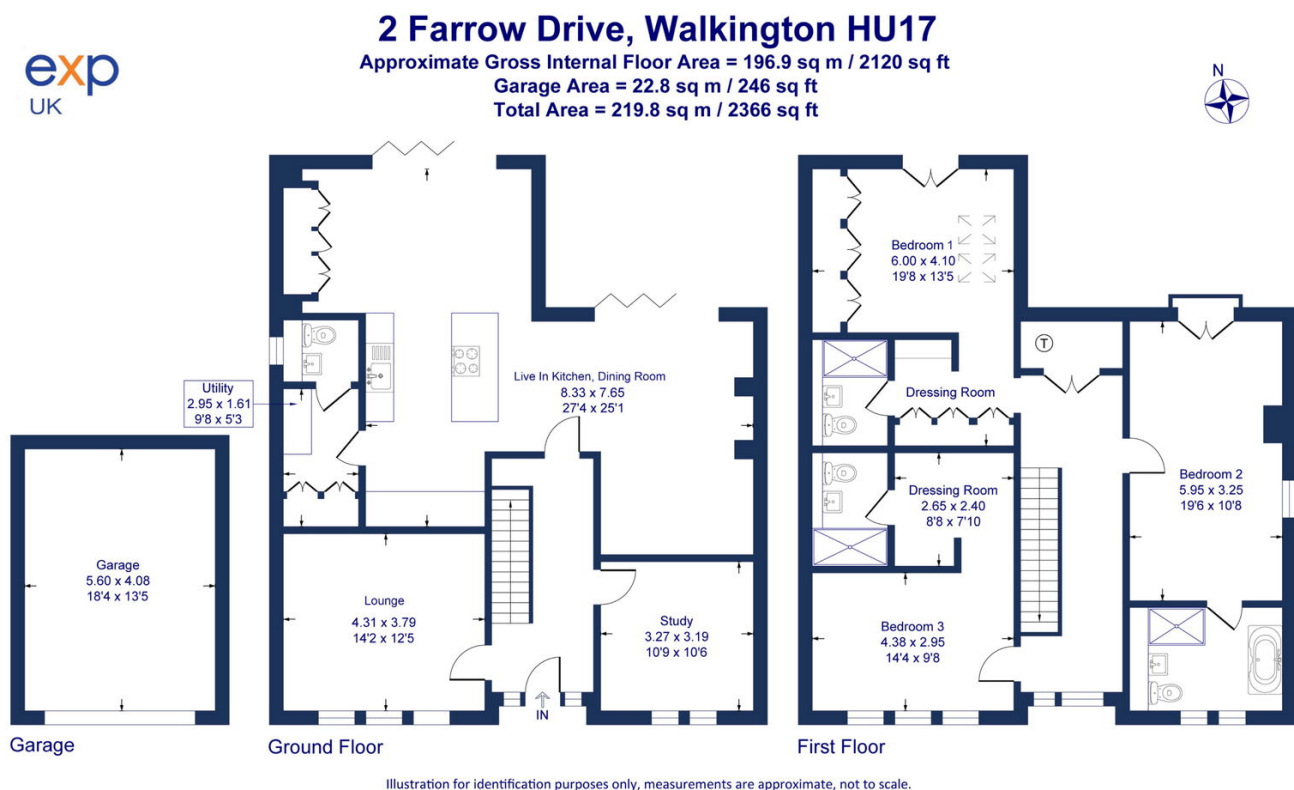 2 Farrow Drive, Walkington HU17
Approximate Gross Internal Floor Area = 196.9 sq m / 2120 sq ft
Garage Area = 22.8 sq m / 246 sq ft
Total Area = 219.8 sq m / 2366 sq ft
exp
UK
N
Utility
2.95 x 1.61
9'8 x 5'3
Live In Kitchen, Dining Room
8.33 x 7.65
27'4 x 25'1
Garage
5.60 x 4.08
18'4 x 13'5
Lounge
4.31 x 3.79
14'2 x 12'5
Study
3.27 x 3.19
10'9 x 10'6
IN
Bedroom 1
6.00 x 4.10
19'8 x 13'5
T
Dressing Room
Dressing Room
2.65 x 2.40
8'8 x 7'10
Bedroom 2
5.95 x 3.25
19'6 x 10'8
Bedroom 3
4.38 x 2.95
14'4 x 9'8
Garage
Ground Floor
First Floor
Illustration for identification purposes only, measurements are approximate, not to scale.